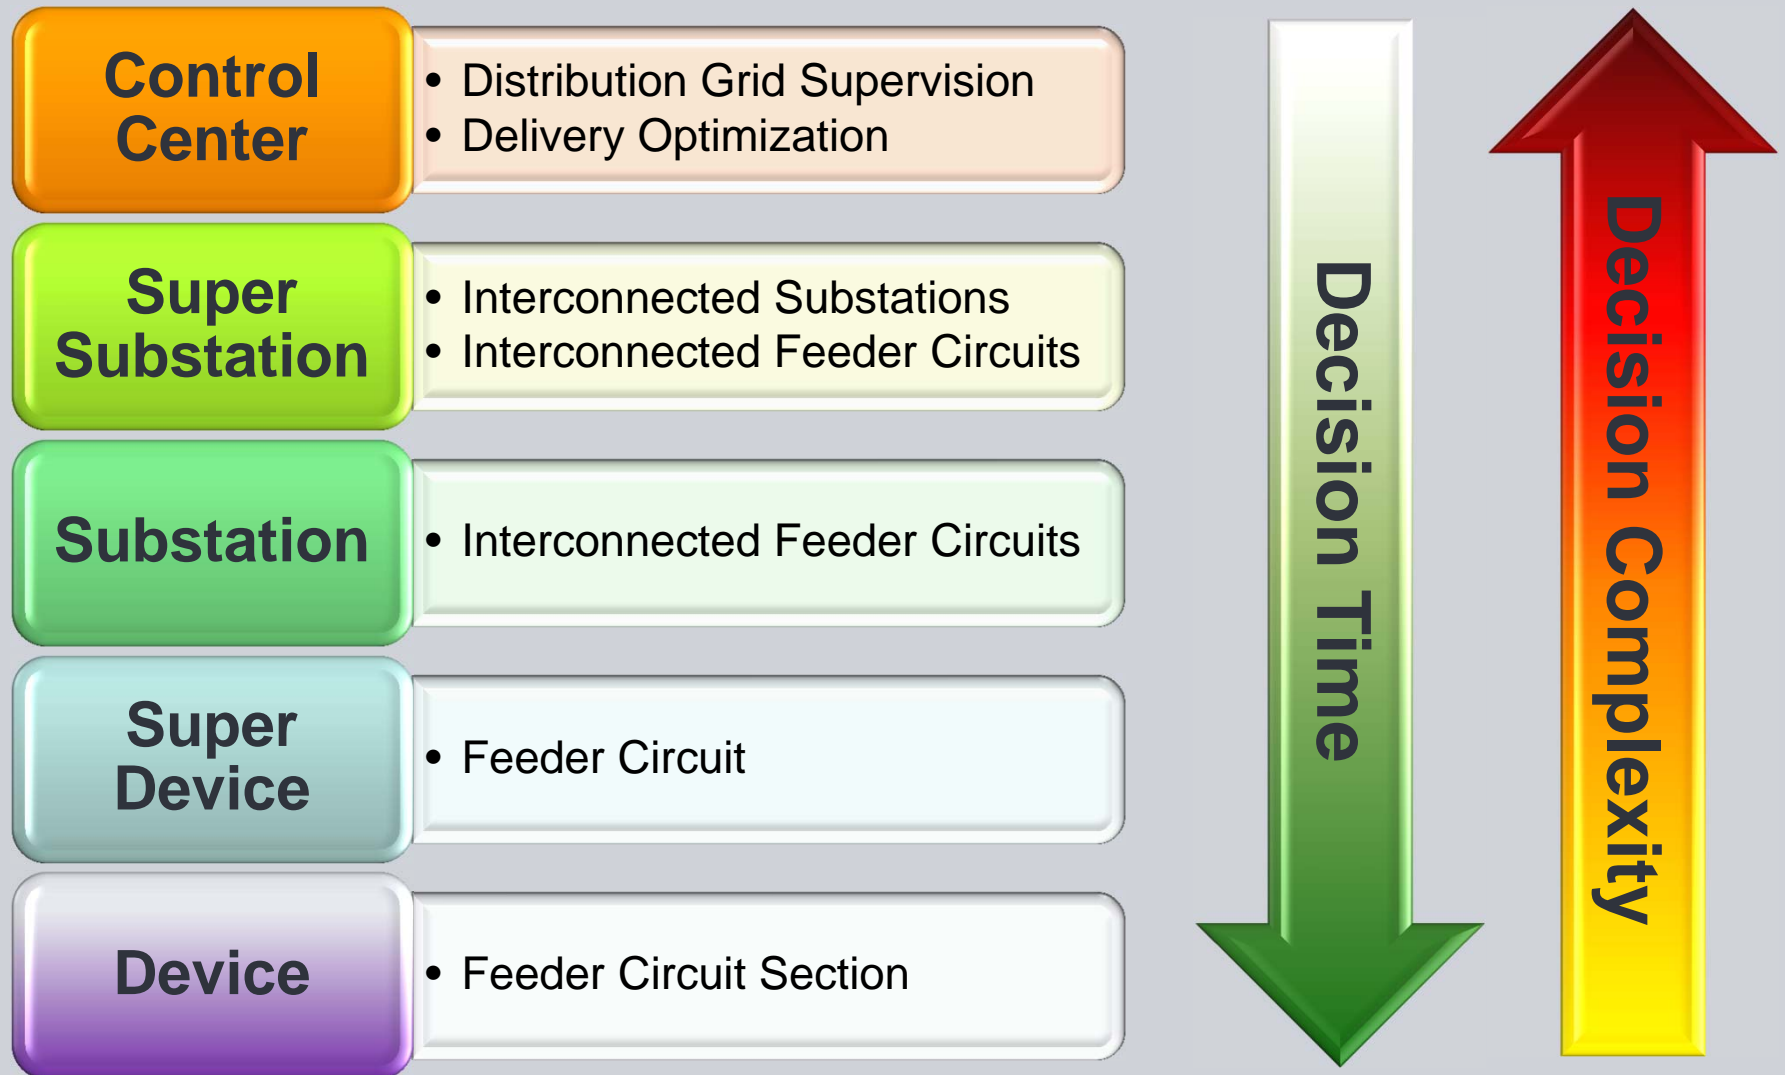 Control
Center
• Distribution Grid Supervision
• Delivery Optimization
Super
Substation
• Interconnected Substations
• Interconnected Feeder Circuits
Substation
• Interconnected Feeder Circuits
Super
Device
• Feeder Circuit
Device
• Feeder Circuit Section
Decision Time
Decision Complexity